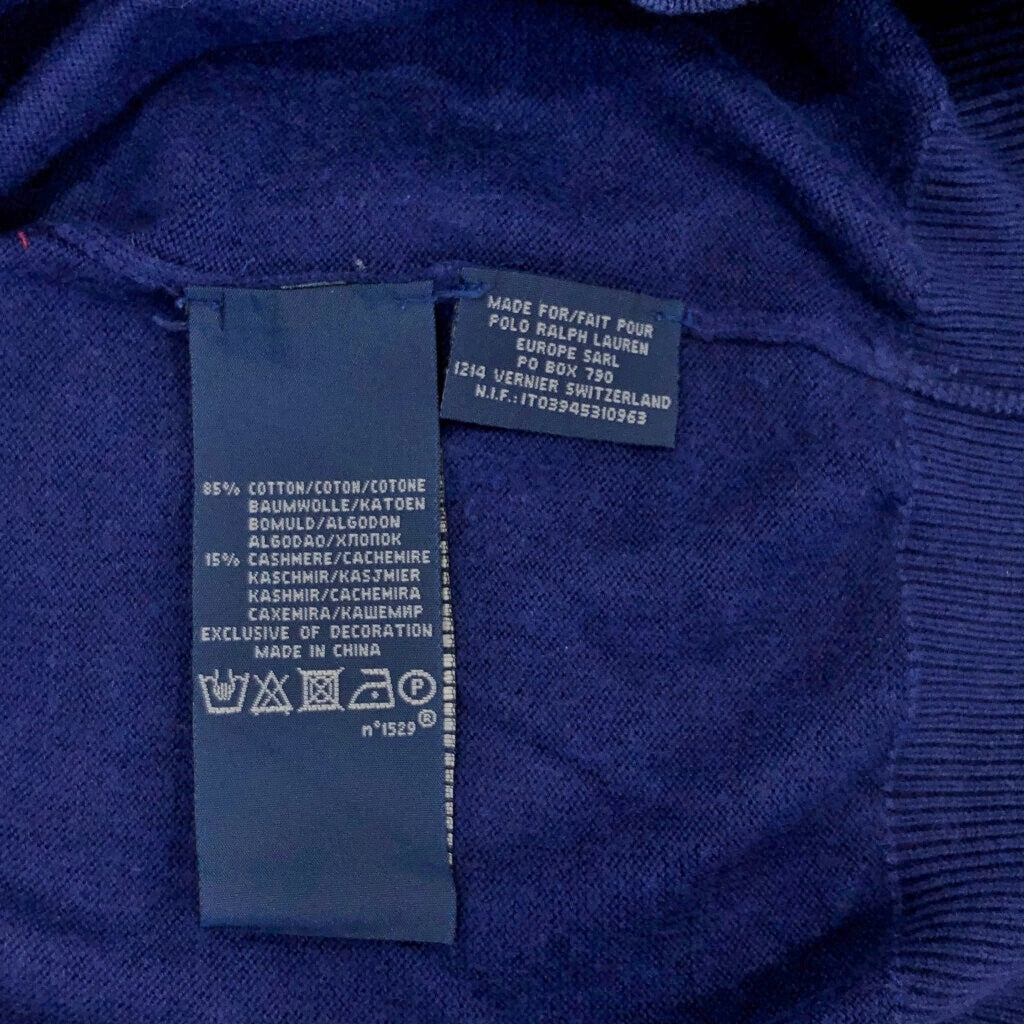 MADE FOR/FAIT POUR
POLO RALPH LAUREN
EUROPE SARL
PO BOX 790
1214 VERNIER SWITZERLAND
N.I.F.:IT03945310963
85% COTTON/COTON/COTONE
BAUMWOLLE/KATOEN
BOMULD/ALGODON
ALGODAO/ХЛОПОК
15% CASHMERE/CACHEMIRE
KASCHMIR/KASJMIER
KASHMIR/CACHEMIRA
CAXEMIRA/КАШЕМИР
EXCLUSIVE OF DECORATION
MADE IN CHINA
P
n°1529®